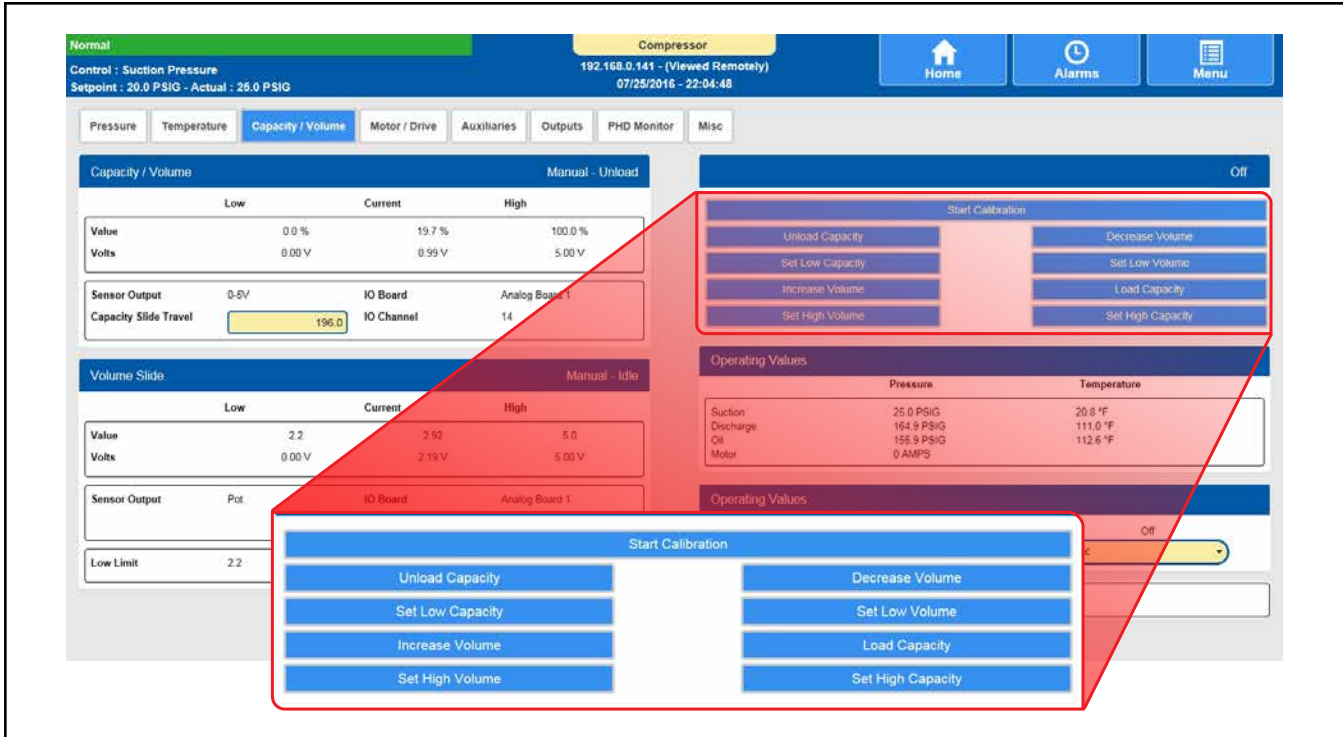 Normal
Control : Suction Pressure
Setpoint : 20.0 PSIG - Actual : 25.0 PSIG
Compressor
192.168.0.141 - (Viewed Remotely)
07/25/2016 - 22:04:48
Home
Alarms
Menu
Pressure Temperature Capacity / Volume Motor / Drive Auxiliaries Outputs PHD Monitor Misc
Capacity / Volume Manual - Unload
Low Current High
Value 0.0 % 19.7 % 100.0 %
Volts 0.00 V 0.99 V 5.00 V
Sensor Output 0-5V IO Board Analog Board 1
Capacity Slide Travel 196.0 IO Channel 14
Volume Slide Manual - Idle
Low Current High
Value 2.2 2.92 5.0
Volts 0.00 V 2.19 V 5.00 V
Sensor Output Pot IO Board Analog Board 1
Low Limit 2.2
Off
Start Calibration
Unload Capacity Decrease Volume
Set Low Capacity Set Low Volume
Increase Volume Load Capacity
Set High Volume Set High Capacity
Operating Values
Pressure Temperature
Suction 25.0 PSIG 20.8 °F
Discharge 164.9 PSIG 111.0 °F
Oil 155.9 PSIG 112.6 °F
Motor 0 AMPS
Operating Values
Off
Start Calibration
Unload Capacity Decrease Volume
Set Low Capacity Set Low Volume
Increase Volume Load Capacity
Set High Volume Set High Capacity